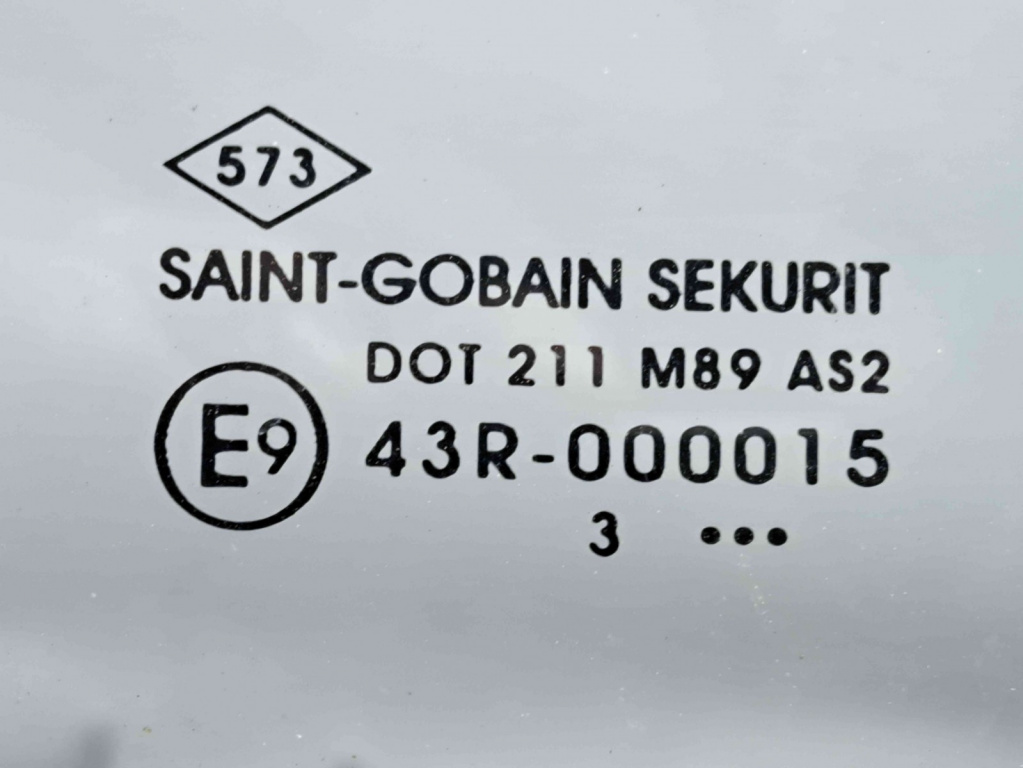 573
SAINT-GOBAIN SEKURIT
DOT 211 M89 AS2
E9 43R-000015
3 •••